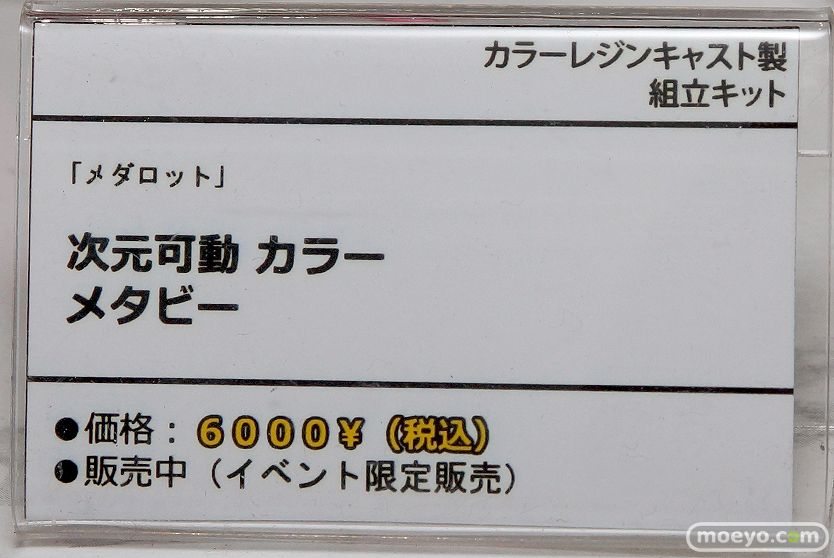 カラーレジンキャスト製
組立キット
「メダロット」
次元可動 カラー
メタビー
●価格：６０００¥（税込）
●販売中（イベント限定販売）
moeyo.com